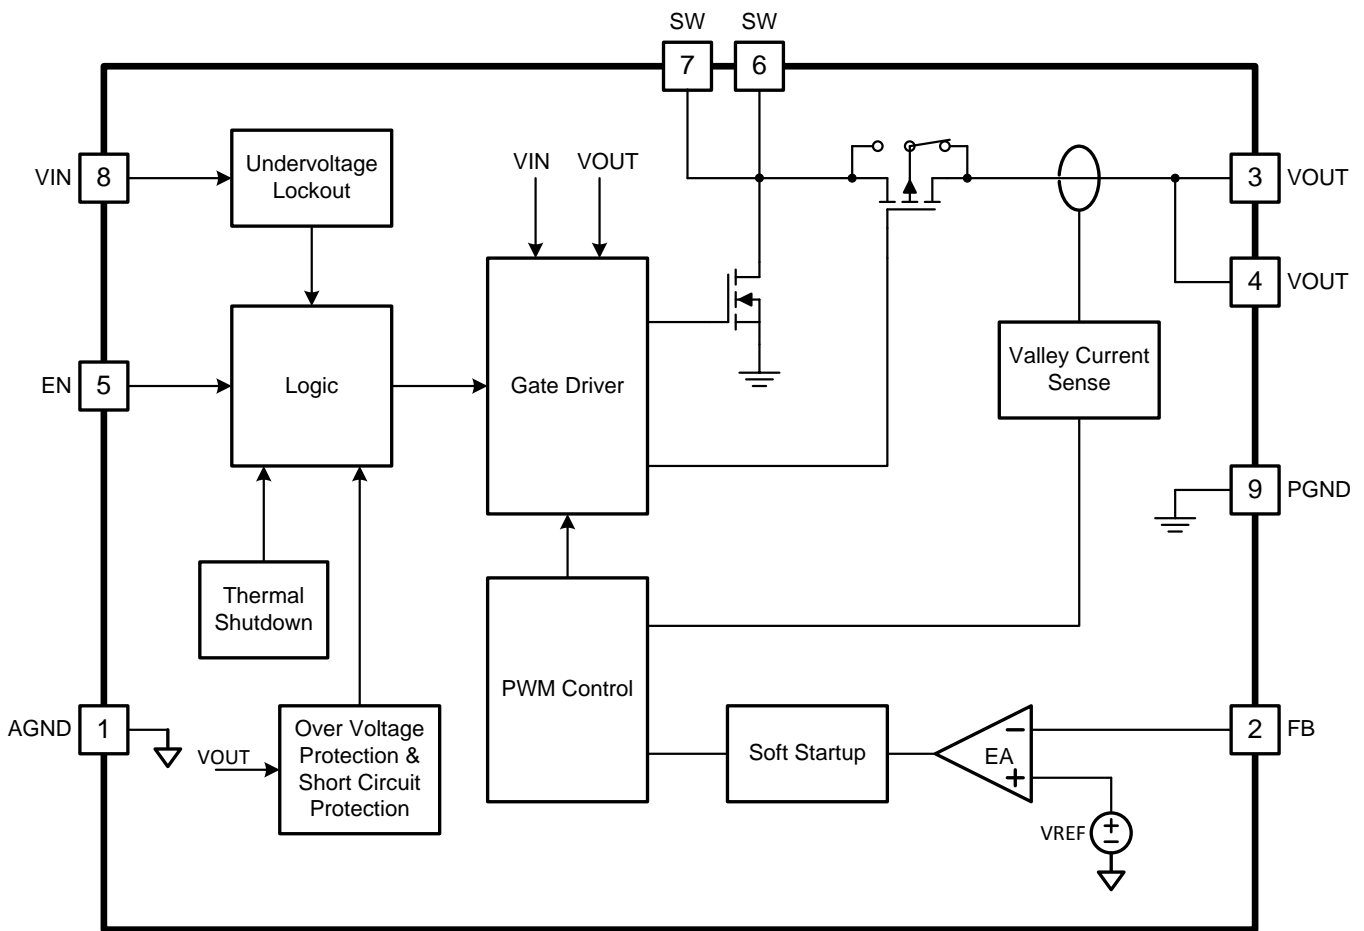 SW
SW
7
6
Undervoltage
Lockout
VIN
VOUT
VIN
8
3
VOUT
4
VOUT
Valley Current
Sense
EN
5
Logic
Gate Driver
9
PGND
Thermal
Shutdown
PWM Control
AGND
1
Over Voltage
Protection &
Short Circuit
Protection
VOUT
Soft Startup
EA
2
FB
VREF